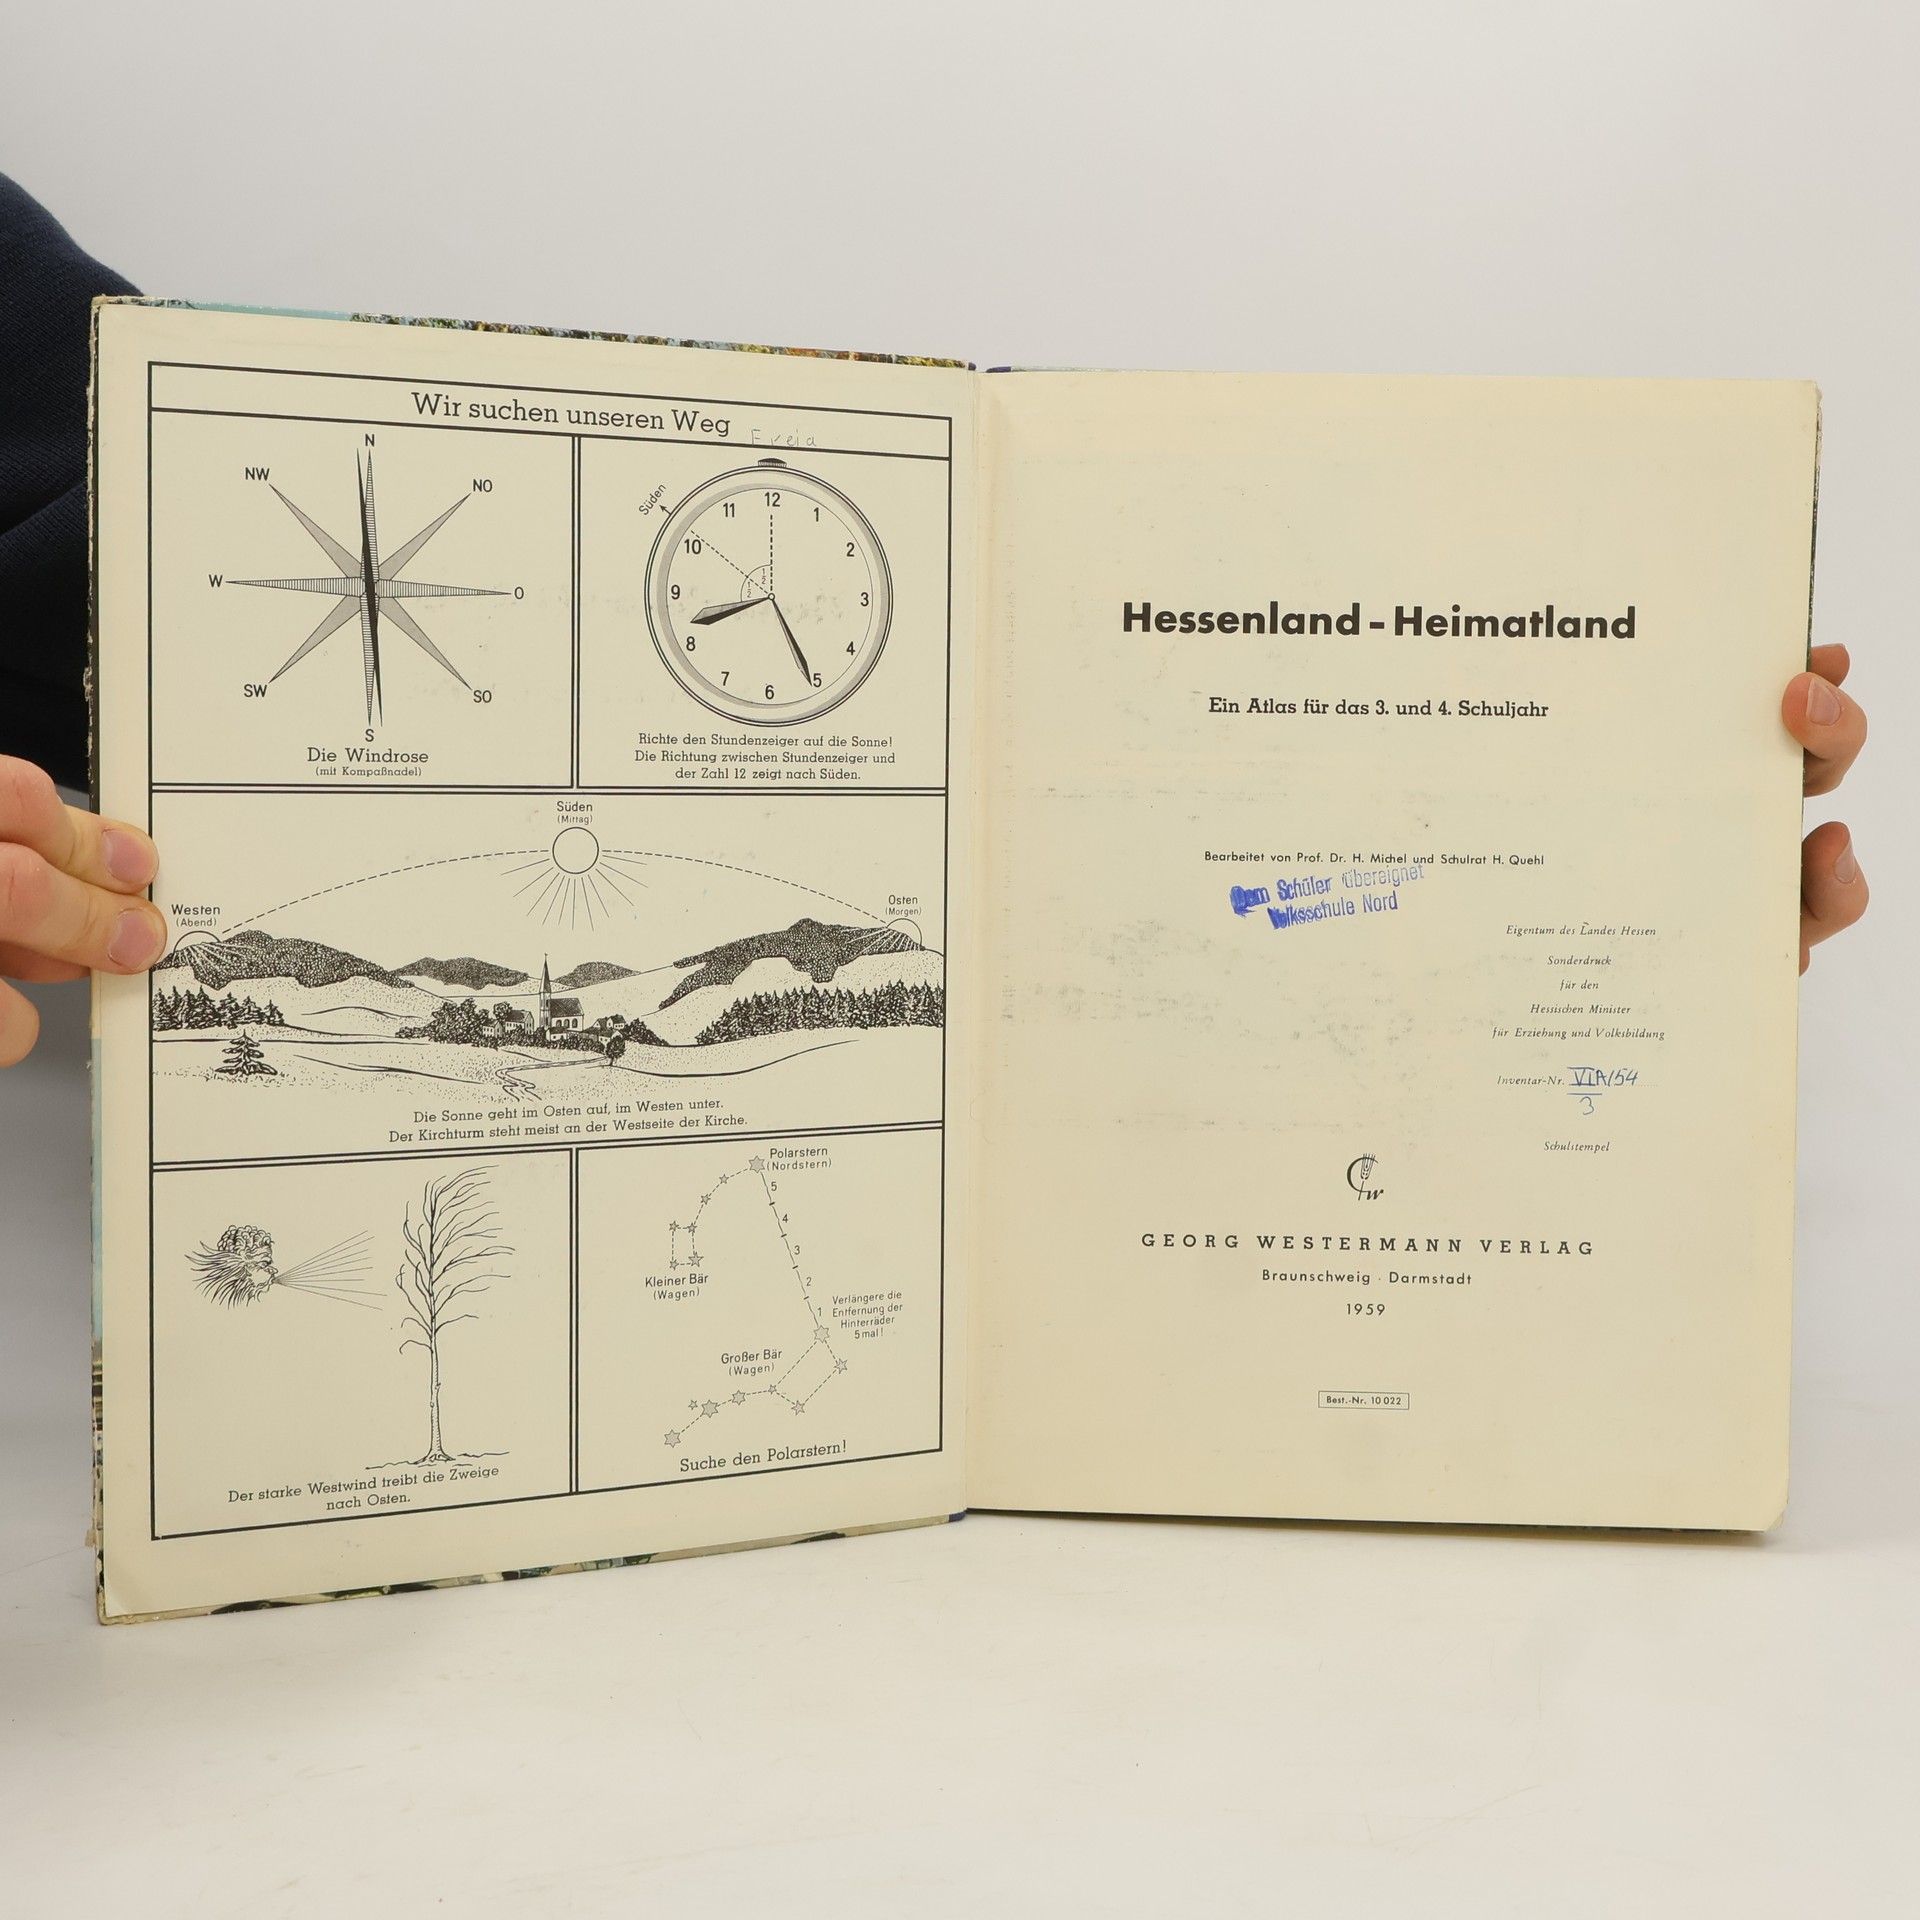 Wir suchen unseren Weg
Freia
N
NW
NO
W
O
SW
SO
S
Die Windrose
(mit Kompaßnadel)
Süden
12
11
1
10
2
1
2
1
2
9
3
8
4
7
5
6
Richte den Stundenzeiger auf die Sonne!
Die Richtung zwischen Stundenzeiger und
der Zahl 12 zeigt nach Süden.
Süden
(Mittag)
Westen
(Abend)
Osten
(Morgen)
Die Sonne geht im Osten auf, im Westen unter.
Der Kirchturm steht meist an der Westseite der Kirche.
Der starke Westwind treibt die Zweige
nach Osten.
Polarstern
(Nordstern)
5
4
3
2
1
Kleiner Bär
(Wagen)
Verlängere die
Entfernung der
Hinterräder
5mal!
Großer Bär
(Wagen)
Suche den Polarstern!
Hessenland - Heimatland
Ein Atlas für das 3. und 4. Schuljahr
Bearbeitet von Prof. Dr. H. Michel und Schulrat H. Quehl
Dem Schüler übereignet
Volksschule Nord
Eigentum des Landes Hessen
Sonderdruck
für den
Hessischen Minister
für Erziehung und Volksbildung
Inventar-Nr. VIA/54
3
Schulstempel
GW
GEORG WESTERMANN VERLAG
Braunschweig · Darmstadt
1959
Best.-Nr. 10 022